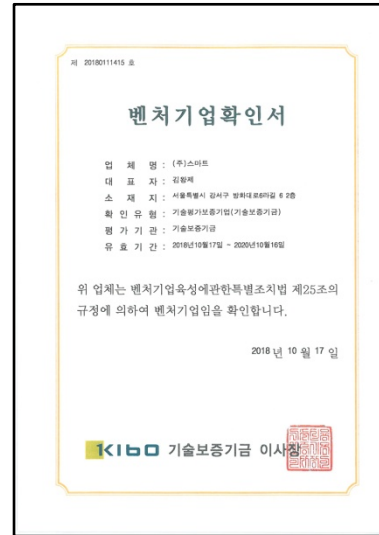 제 20180111415 호
벤처기업확인서
업 체 명 : (주)스마트
대 표 자 : 김왕제
소 재 지 : 서울특별시 강서구 방화대로6라길 6 2층
확 인 유 형 : 기술평가보증기업(기술보증기금)
평 가 기 관 : 기술보증기금
유 효 기 간 : 2018년10월17일 ~ 2020년10월16일
위 업체는 벤처기업육성에관한특별조치법 제25조의
규정에 의하여 벤처기업임을 확인합니다.
2018 년 10 월 17 일
KIBO 기술보증기금 이사장